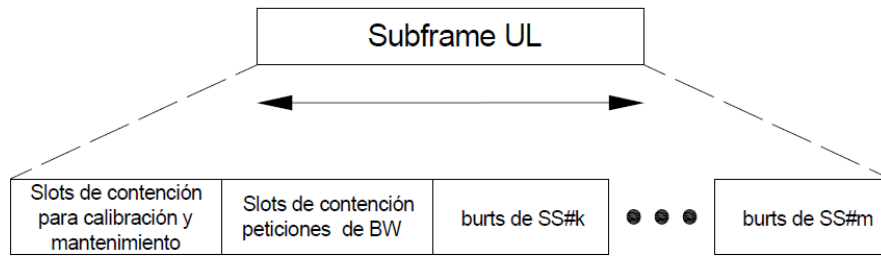 Subframe UL
Slots de contención
para calibración y
mantenimiento
Slots de contención
peticiones de BW
burts de SS#k
burts de SS#m